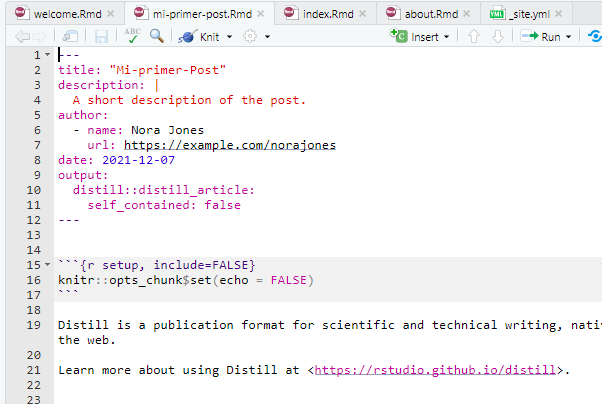 welcome.Rmd mi-primer-post.Rmd index.Rmd about.Rmd YML _site.yml
ABC Knit Insert Run
1 ---
2 title: "Mi-primer-Post"
3 description: |
4 A short description of the post.
5 author:
6 - name: Nora Jones
7 url: https://example.com/norajones
8 date: 2021-12-07
9 output:
10 distill::distill_article:
11 self_contained: false
12 ---
13
14
15 ```{r setup, include=FALSE}
16 knitr::opts_chunk$set(echo = FALSE)
17 ```
18
19 Distill is a publication format for scientific and technical writing, nati
the web.
20
21 Learn more about using Distill at <https://rstudio.github.io/distill>.
22
23